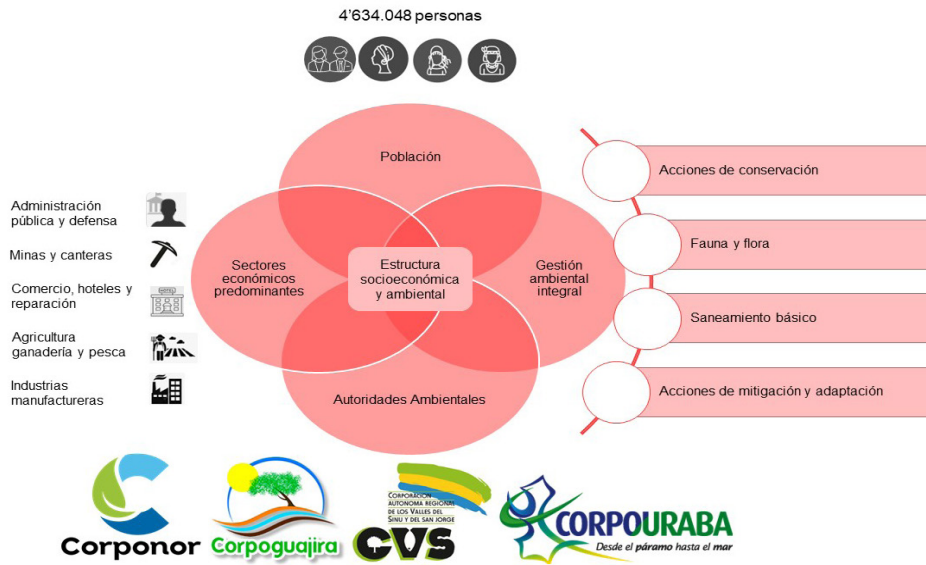 4'634.048 personas
Población
Administración
pública y defensa
Minas y canteras
Comercio, hoteles y
reparación
Agricultura
ganadería y pesca
Industrias
manufactureras
Sectores
económicos
predominantes
Estructura
socioeconómica
y ambiental
Gestión
ambiental
integral
Autoridades Ambientales
Acciones de conservación
Fauna y flora
Saneamiento básico
Acciones de mitigación y adaptación
Corponor
Corpoguajira
CORPORACION
AUTONOMA REGIONAL
DE LOS VALLES DEL
SINU Y DEL SAN JORGE
CVS
CORPOURABA
Desde el páramo hasta el mar